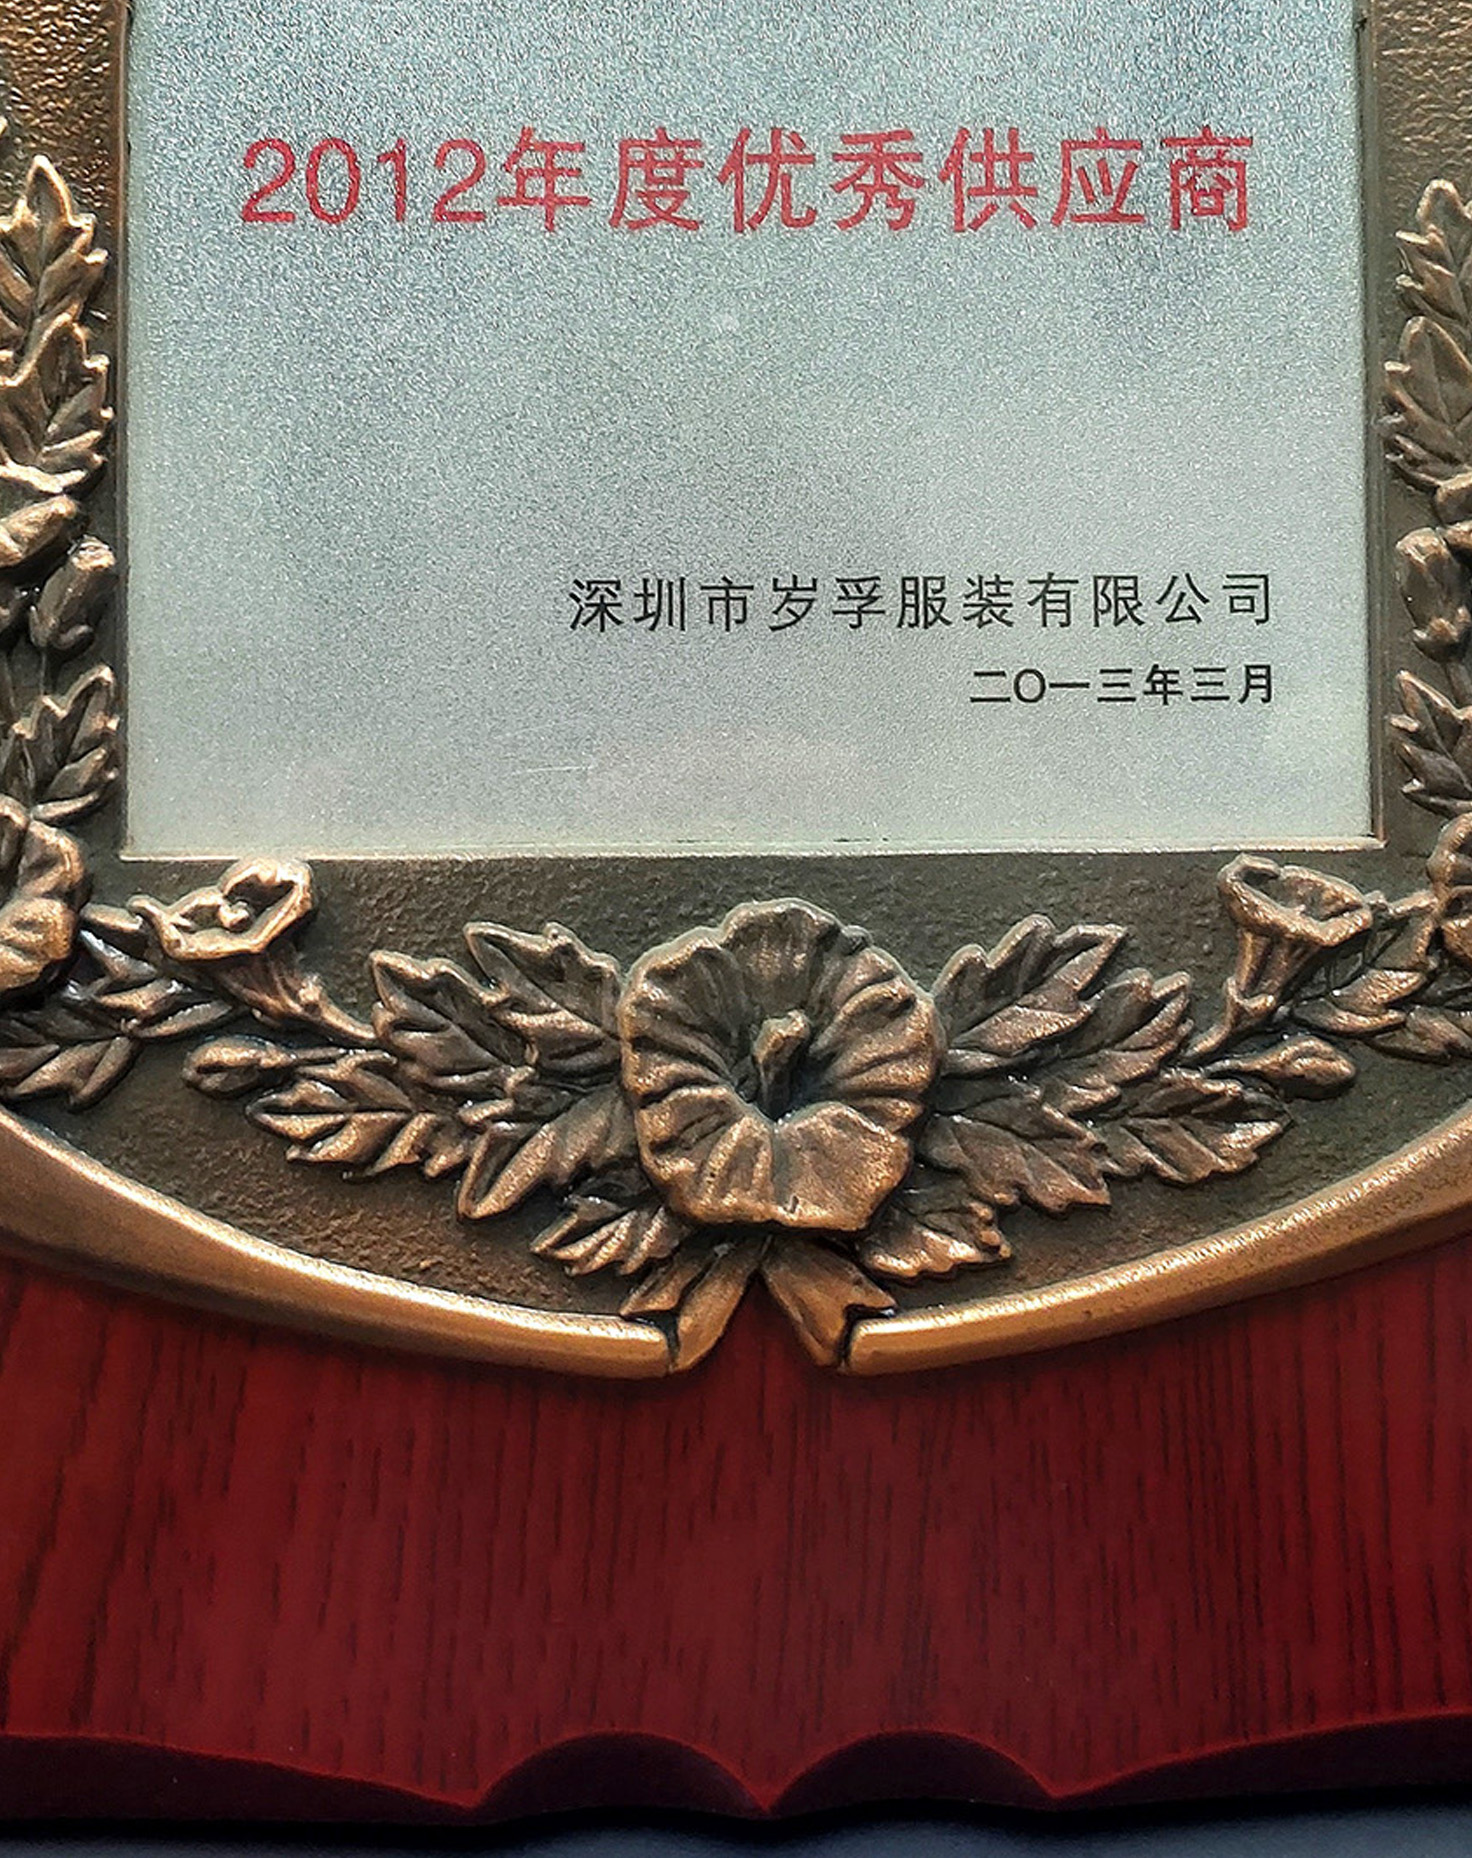 2012年度优秀供应商
深圳市岁孚服装有限公司
二〇一三年三月